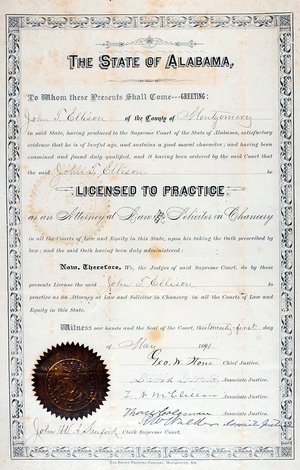 THE STATE OF ALABAMA,
To Whom these Presents Shall Come---GREETING:
John T. Ellison of the County of Montgomery
in said State, having produced to the Supreme Court of the State of Alabama, satisfactory
evidence that he is of lawful age, and sustains a good moral character; and having been
examined and found duly qualified, and it having been ordered by the said Court that
the said John T. Ellison be
LICENSED TO PRACTICE
as an Attorney at Law & Solicitor in Chancery
in all the Courts of Law and Equity in this State, upon his taking the Oath prescribed by
law; and the said Oath having been duly administered;
Now, Therefore, We, the Judges of said Supreme Court, do by these
presents License the said John T. Ellison to
practice as an Attorney at Law and Solicitor in Chancery in all the Courts of Law and
Equity in this State.
Witness our hands and the Seal of the Court, this twenty-first day
of May 1891
Geo. W. Stone Chief Justice.
David Associate Justice.
Associate Justice.
Thos. Associate Justice.
Walker Associate Justice
John W. A. Sanford Clerk Supreme Court.
The Brown Printing Company, Montgomery, Ala.